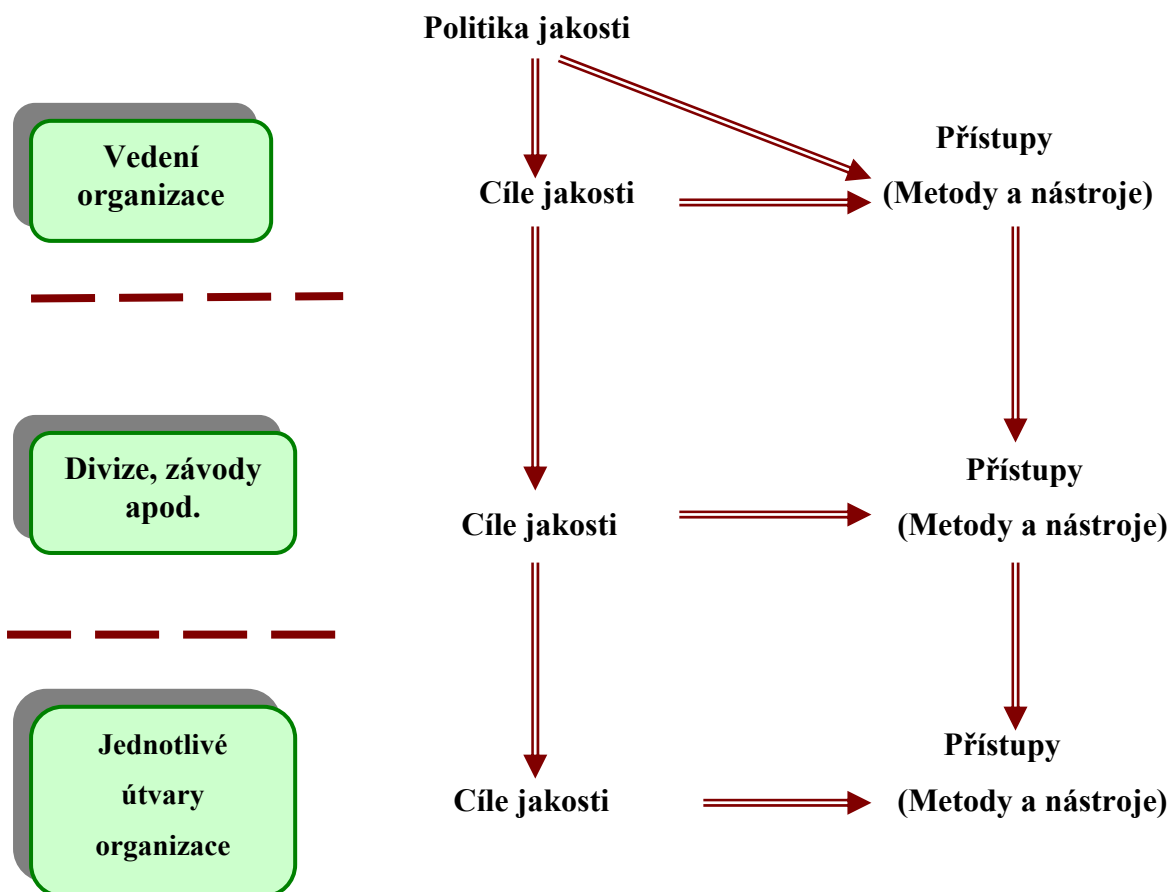 Politika jakosti
Vedení
organizace
Cíle jakosti
Přístupy
(Metody a nástroje)
Divize, závody
apod.
Cíle jakosti
Přístupy
(Metody a nástroje)
Jednotlivé
útvary
organizace
Cíle jakosti
Přístupy
(Metody a nástroje)